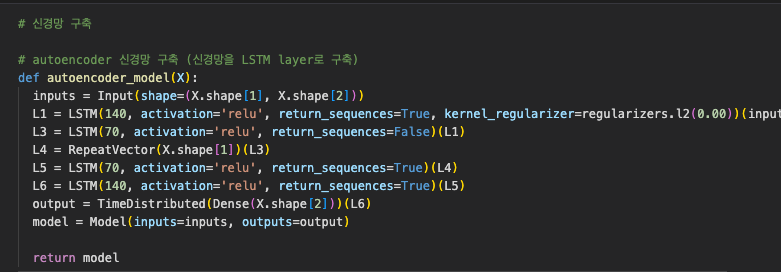 # 신경망 구축
# autoencoder 신경망 구축 (신경망을 LSTM layer로 구축)
def autoencoder_model(X):
inputs = Input(shape=(X.shape[1], X.shape[2]))
L1 = LSTM(140, activation='relu', return_sequences=True, kernel_regularizer=regularizers.l2(0.00))(input
L3 = LSTM(70, activation='relu', return_sequences=False)(L1)
L4 = RepeatVector(X.shape[1])(L3)
L5 = LSTM(70, activation='relu', return_sequences=True)(L4)
L6 = LSTM(140, activation='relu', return_sequences=True)(L5)
output = TimeDistributed(Dense(X.shape[2]))(L6)
model = Model(inputs=inputs, outputs=output)
return model